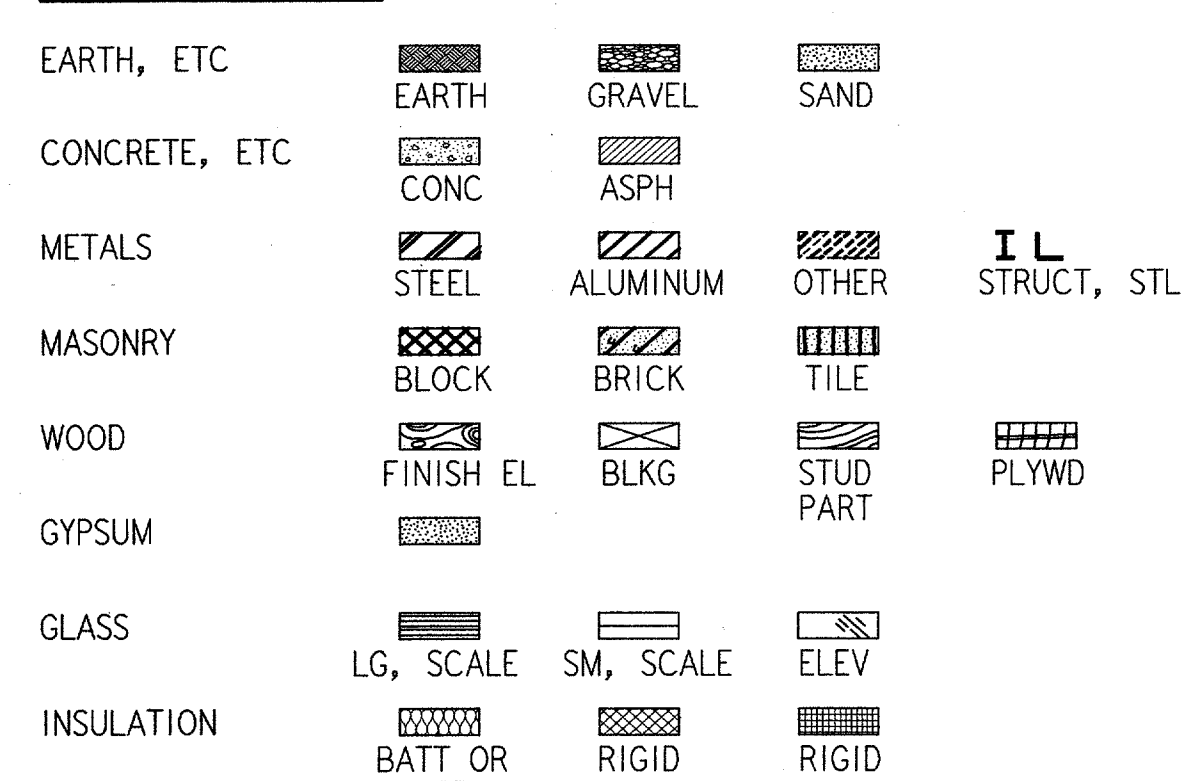 EARTH, ETC
EARTH GRAVEL SAND
CONCRETE, ETC
CONC ASPH
METALS
STEEL ALUMINUM OTHER STRUCT, STL
MASONRY
BLOCK BRICK TILE
WOOD
FINISH EL BLKG STUD PLYWD
PART
GYPSUM
GLASS
LG, SCALE SM, SCALE ELEV
INSULATION
BATT OR RIGID RIGID